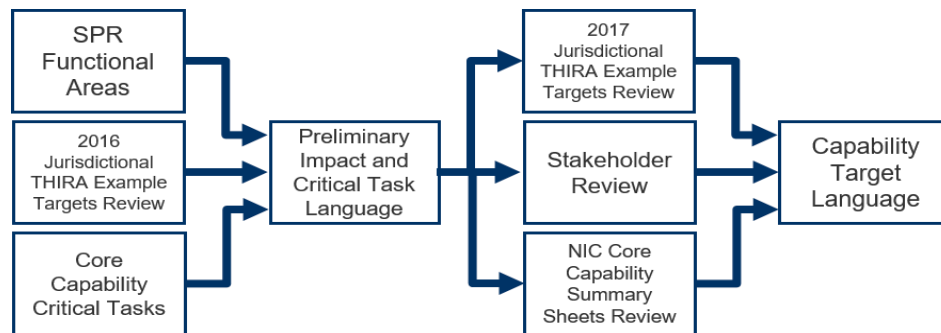 SPR
Functional
Areas
2016
Jurisdictional
THIRA Example
Targets Review
Core
Capability
Critical Tasks
Preliminary
Impact and
Critical Task
Language
2017
Jurisdictional
THIRA Example
Targets Review
Stakeholder
Review
NIC Core
Capability
Summary
Sheets Review
Capability
Target
Language